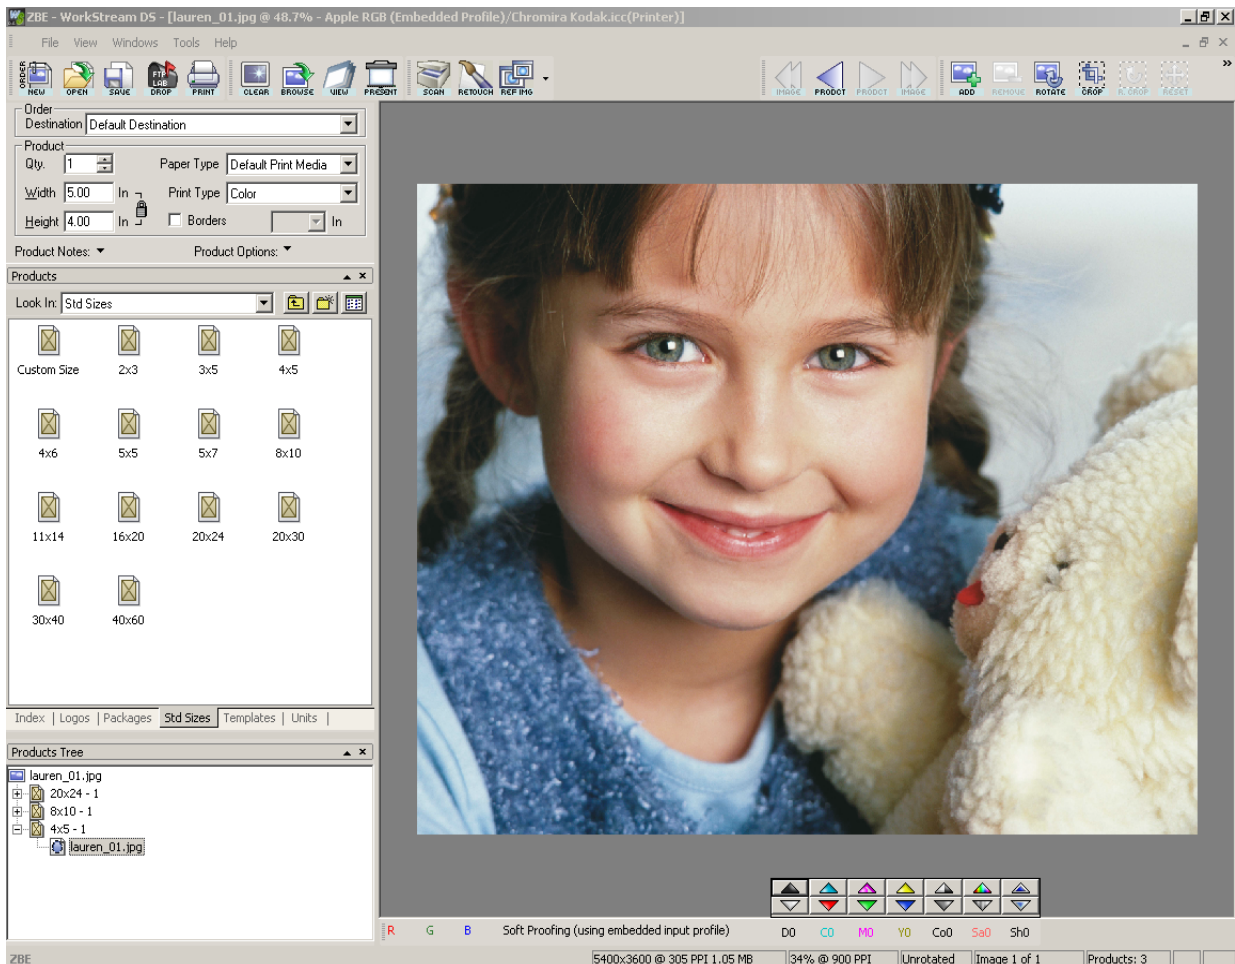 ZBE - WorkStream DS - [lauren_01.jpg @ 48.7% - Apple RGB (Embedded Profile)/Chromira Kodak.icc(Printer)]
File View Windows Tools Help
ORDER NEW OPEN SAVE FTP LAB DROP PRINT CLEAR BROWSE VIEW PRESENT SCAN RETOUCH REF IMG IMAGE PRODCT PRODCT IMAGE ADD REMOVE ROTATE CROP R. CROP RESET »
Order
Destination Default Destination
Product
Qty. 1 Paper Type Default Print Media
Width 5.00 In Print Type Color
Height 4.00 In Borders In
Product Notes: Product Options:
Products
Look In: Std Sizes
Custom Size 2x3 3x5 4x5
4x6 5x5 5x7 8x10
11x14 16x20 20x24 20x30
30x40 40x60
Index | Logos | Packages Std Sizes Templates | Units |
Products Tree
lauren_01.jpg
20x24 - 1
8x10 - 1
4x5 - 1
lauren_01.jpg
R G B Soft Proofing (using embedded input profile) D0 C0 M0 Y0 Co0 Sa0 Sh0
ZBE 5400x3600 @ 305 PPI 1.05 MB 34% @ 900 PPI Unrotated Image 1 of 1 Products: 3